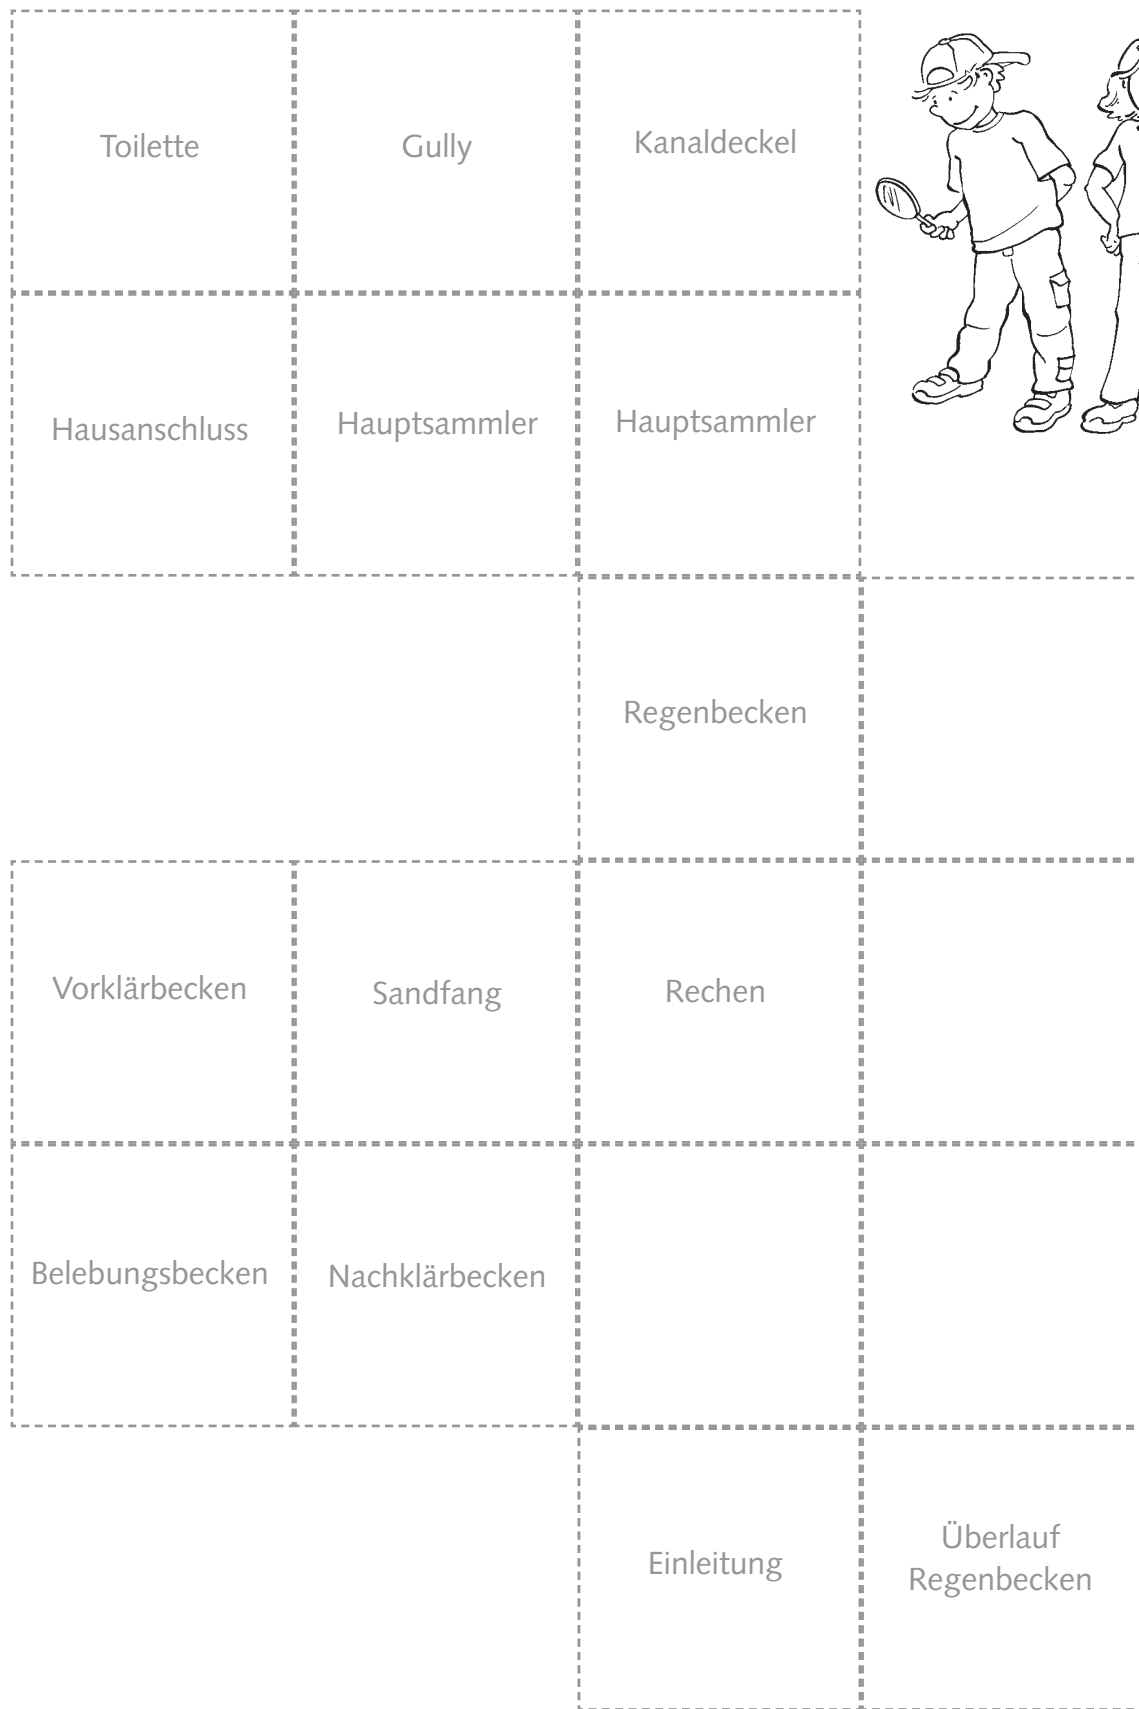 Toilette
Gully
Kanaldeckel
Hausanschluss
Hauptsammler
Hauptsammler
Regenbecken
Vorklärbecken
Sandfang
Rechen
Belebungsbecken
Nachklärbecken
Einleitung
Überlauf
Regenbecken